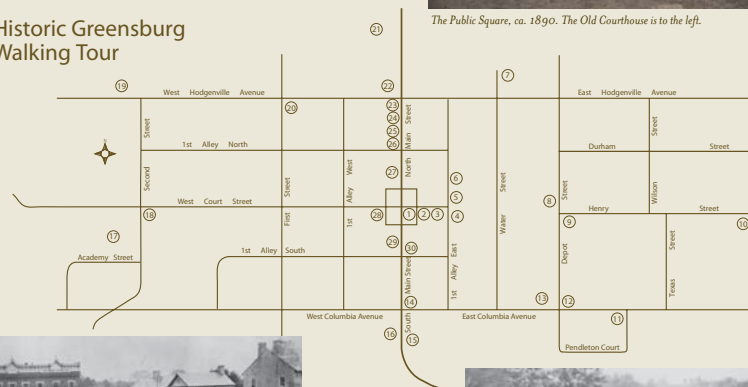 Historic Greensburg
Walking Tour
The Public Square, ca. 1890. The Old Courthouse is to the left.
21
7
19
22
West Hodgenville Avenue
East Hodgenville Avenue
20
23
24
25
26
Street
Main
North
1st Alley North
Durham Street
Street
Second
N
27
6
5
4
Street
First
West
Alley
1st
Street
Water
8
Street
Depot
Street
Wilson
West Court Street
18
28
1
2
3
Henry Street
9
10
17
Academy Street
1st Alley South
29
30
East
Alley
1st
Street
Texas
Main Street
South
14
13
12
West Columbia Avenue
East Columbia Avenue
11
16
15
Pendleton Court